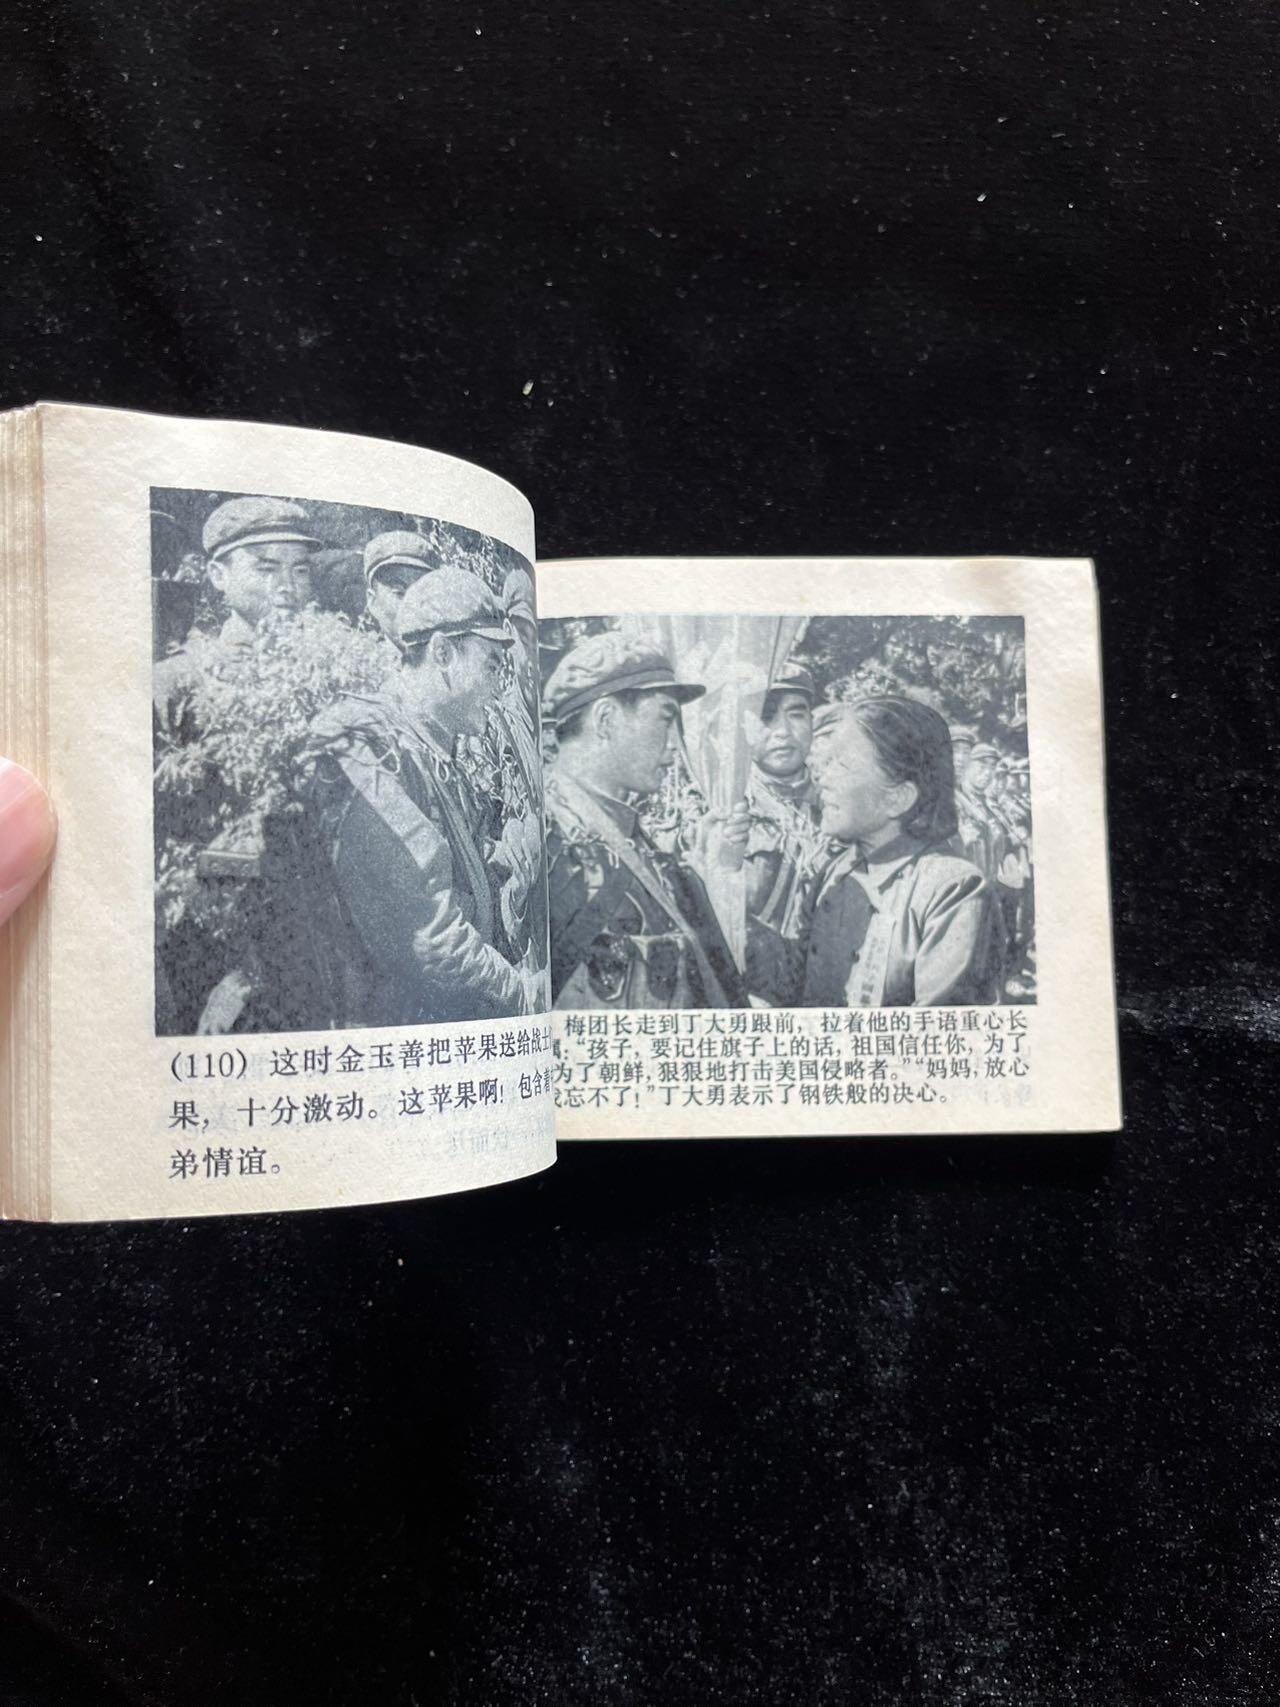 (110) 这时金玉善把苹果送给战士
果，十分激动。这苹果啊！包含着
弟情谊。
梅团长走到丁大勇跟前，拉着他的手语重心长
：“孩子，要记住旗子上的话，祖国信任你，为了
为了朝鲜，狠狠地打击美国侵略者。”“妈妈，放心
忘不了！”丁大勇表示了钢铁般的决心。